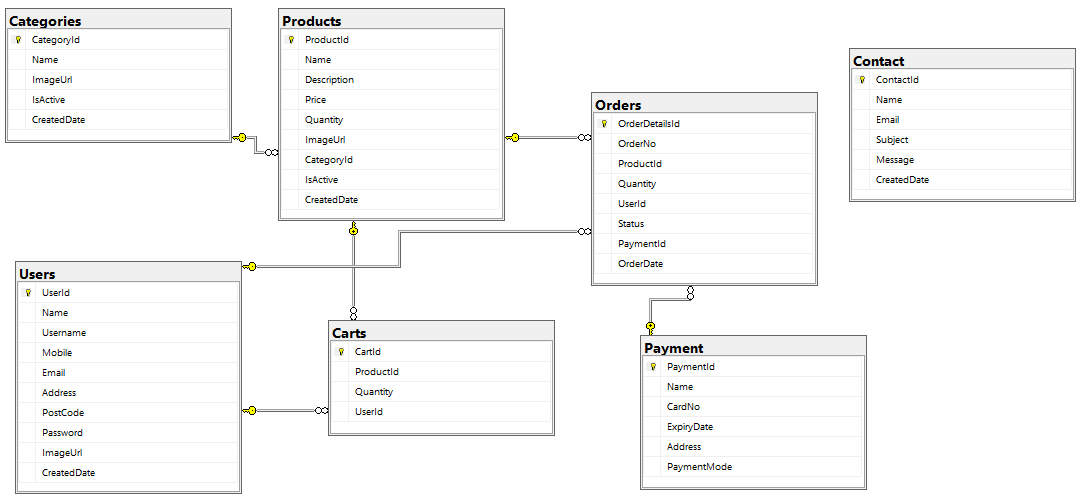 Categories
CategoryId
Name
ImageUrl
IsActive
CreatedDate
Products
ProductId
Name
Description
Price
Quantity
ImageUrl
CategoryId
IsActive
CreatedDate
Orders
OrderDetailsId
OrderNo
ProductId
Quantity
UserId
Status
PaymentId
OrderDate
Contact
ContactId
Name
Email
Subject
Message
CreatedDate
Users
UserId
Name
Username
Mobile
Email
Address
PostCode
Password
ImageUrl
CreatedDate
Carts
CartId
ProductId
Quantity
UserId
Payment
PaymentId
Name
CardNo
ExpiryDate
Address
PaymentMode